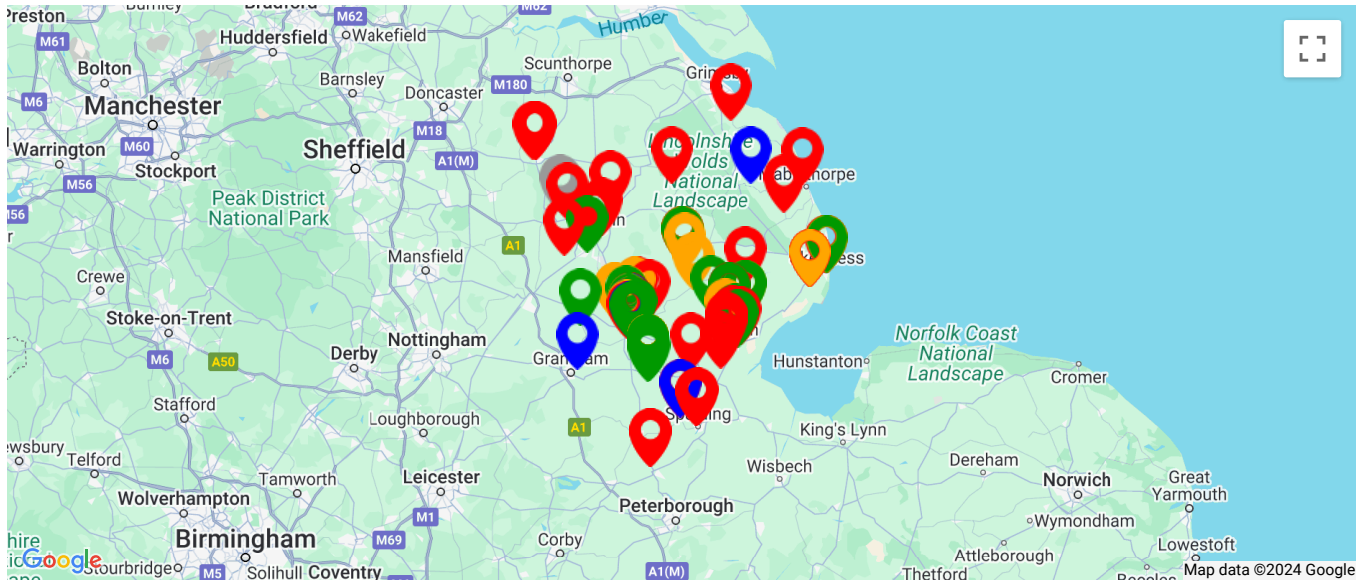 Preston
Burnley
Bradford
M62
M62
Humber
M61
Huddersfield
Wakefield
Bolton
Scunthorpe
Grimsby
Barnsley
Doncaster
M180
M6
Manchester
M18
Warrington
M60
Sheffield
A1(M)
Lincolnshire
Wolds
National
Landscape
Stockport
M56
Peak District
National Park
M56
A1
Mansfield
Crewe
Stoke-on-Trent
Norfolk Coast
National
Landscape
M6
A50
Derby
Nottingham
Grantham
Hunstanton
Cromer
Stafford
Loughborough
A1
Spalding
King's Lynn
Telford
Tamworth
Leicester
Wisbech
Dereham
Norwich
Great
Yarmouth
Wolverhampton
M1
Peterborough
Wymondham
M69
Birmingham
Corby
Attleborough
Lowestoft
Google
Stourbridge
M5
Solihull
Coventry
A1(M)
Thetford
Beccles
Map data ©2024 Google